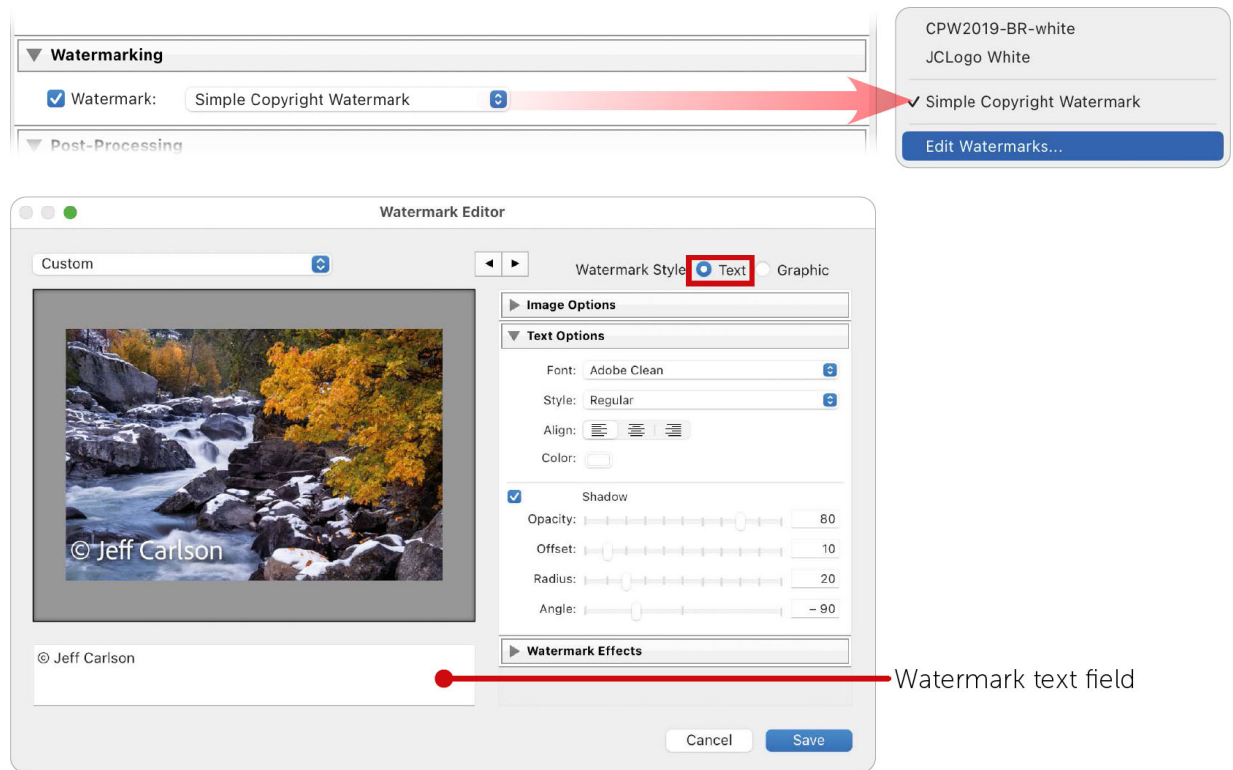 Watermarking
Watermark: Simple Copyright Watermark
Post-Processing
CPW2019-BR-white
JCLogo White
✓ Simple Copyright Watermark
Edit Watermarks...
Watermark Editor
Custom
Watermark Style Text Graphic
Image Options
Text Options
Font: Adobe Clean
Style: Regular
Align:
Color:
Shadow
Opacity: 80
Offset: 10
Radius: 20
Angle: – 90
Watermark Effects
© Jeff Carlson
© Jeff Carlson
Watermark text field
Cancel Save